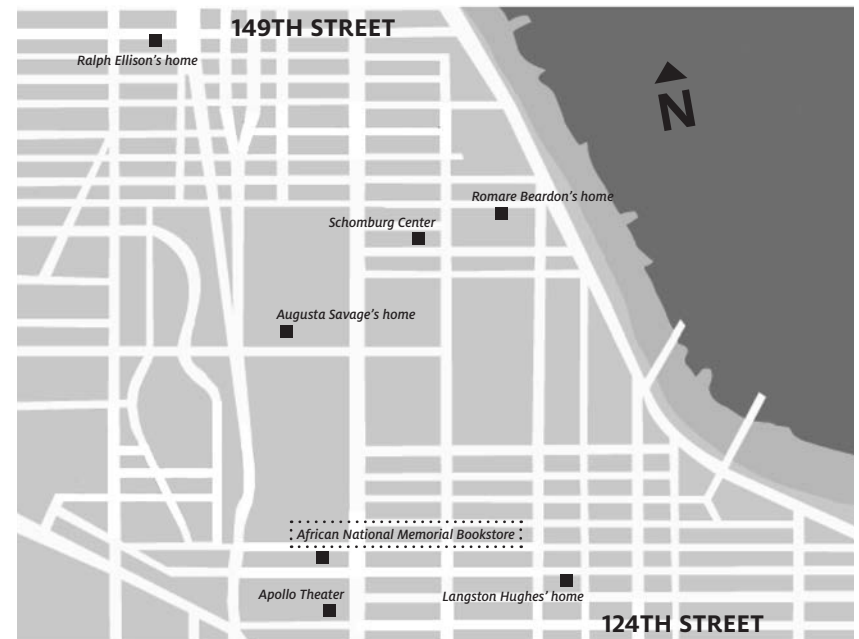 149TH STREET
Ralph Ellison's home
N
Romare Beardon's home
Schomburg Center
Augusta Savage's home
African National Memorial Bookstore
Apollo Theater
Langston Hughes' home
124TH STREET